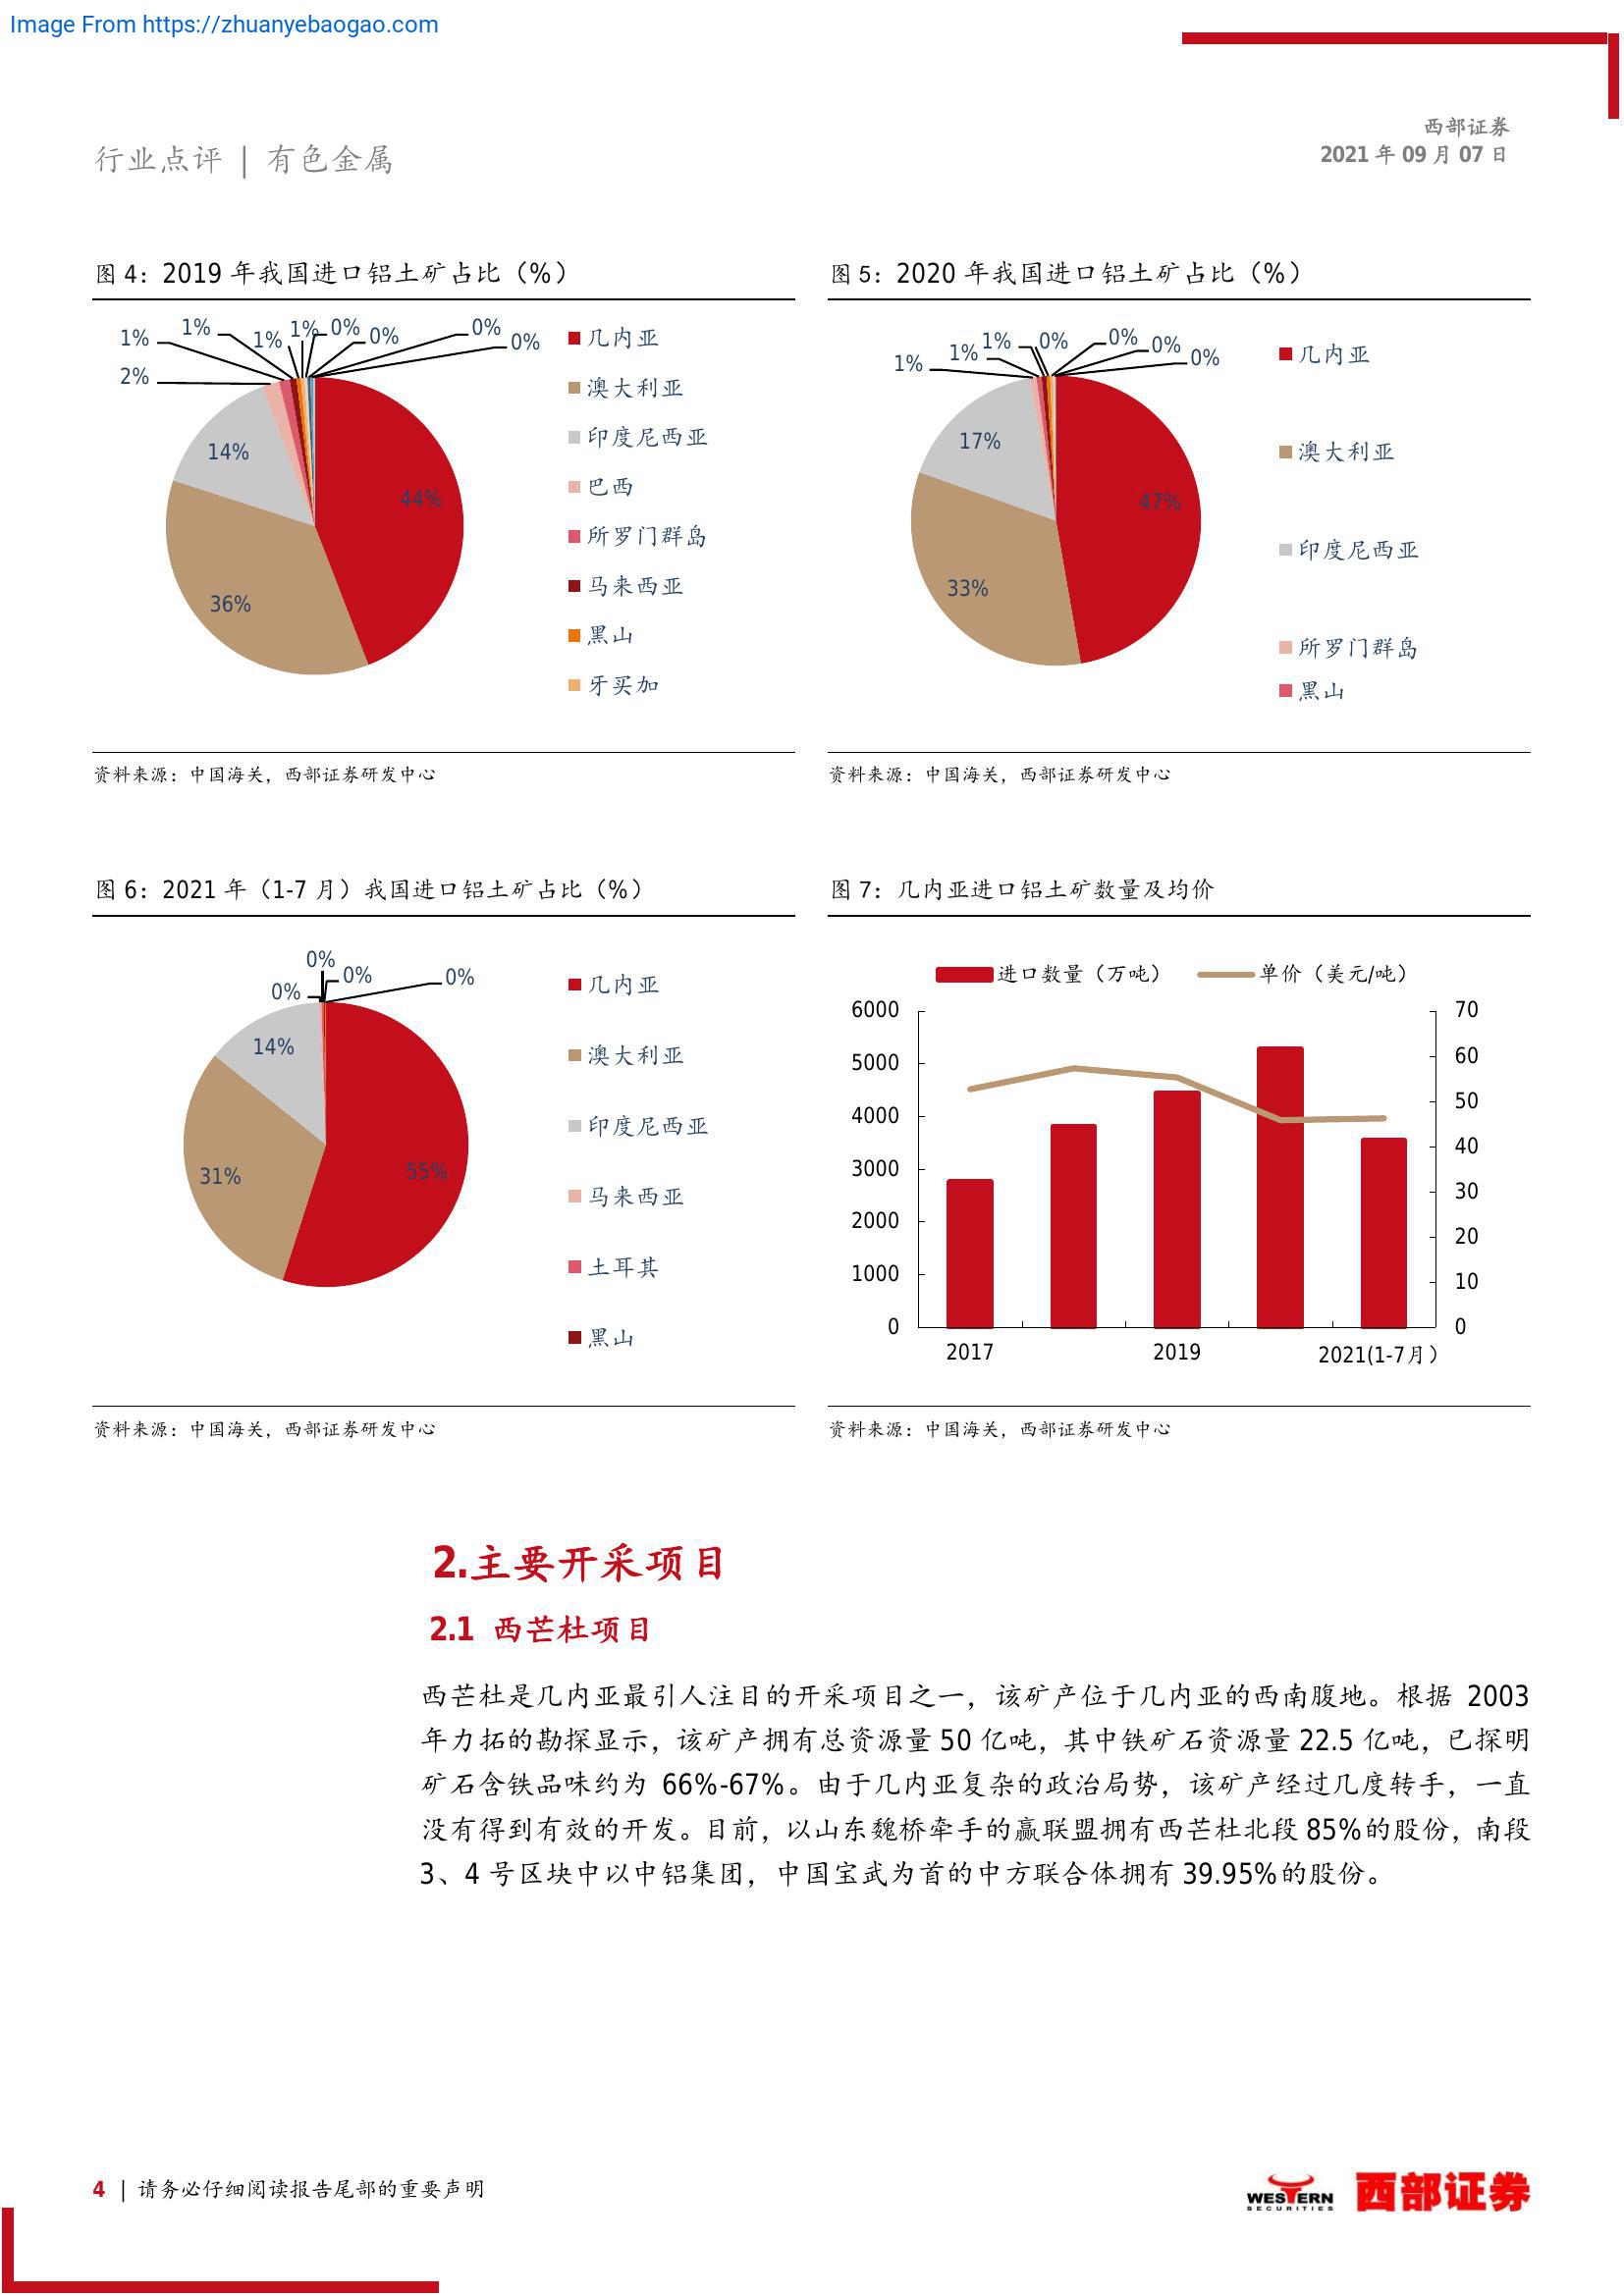 Image From https://zhuanyebaogao.com
西部证券
行业点评 | 有色金属
2021 年 09 月 07 日
图 4：2019 年我国进口铝土矿占比（%）
1%
1%
1%
1%
0%
0%
0%
0%
2%
14%
44%
36%
几内亚
澳大利亚
印度尼西亚
巴西
所罗门群岛
马来西亚
黑山
牙买加
资料来源：中国海关，西部证券研发中心
图 5：2020 年我国进口铝土矿占比（%）
1%
1%
1%
0%
0%
0%
0%
17%
47%
33%
几内亚
澳大利亚
印度尼西亚
所罗门群岛
黑山
资料来源：中国海关，西部证券研发中心
图 6：2021 年（1-7 月）我国进口铝土矿占比（%）
0%
0%
0%
0%
14%
31%
55%
几内亚
澳大利亚
印度尼西亚
马来西亚
土耳其
黑山
资料来源：中国海关，西部证券研发中心
图 7：几内亚进口铝土矿数量及均价
进口数量（万吨） 单价（美元/吨）
6000 70
5000 60
4000 50
3000 40
2000 30
1000 20
0 10
0
2017 2019 2021(1-7月）
资料来源：中国海关，西部证券研发中心
2.主要开采项目
2.1 西芒杜项目
西芒杜是几内亚最引人注目的开采项目之一，该矿产位于几内亚的西南腹地。根据 2003
年力拓的勘探显示，该矿产拥有总资源量 50 亿吨，其中铁矿石资源量 22.5 亿吨，已探明
矿石含铁品味约为 66%-67%。由于几内亚复杂的政治局势，该矿产经过几度转手，一直
没有得到有效的开发。目前，以山东魏桥牵手的赢联盟拥有西芒杜北段 85%的股份，南段
3、4 号区块中以中铝集团，中国宝武为首的中方联合体拥有 39.95%的股份。
4 | 请务必仔细阅读报告尾部的重要声明
WESTERN
SECURITIES
西部证券